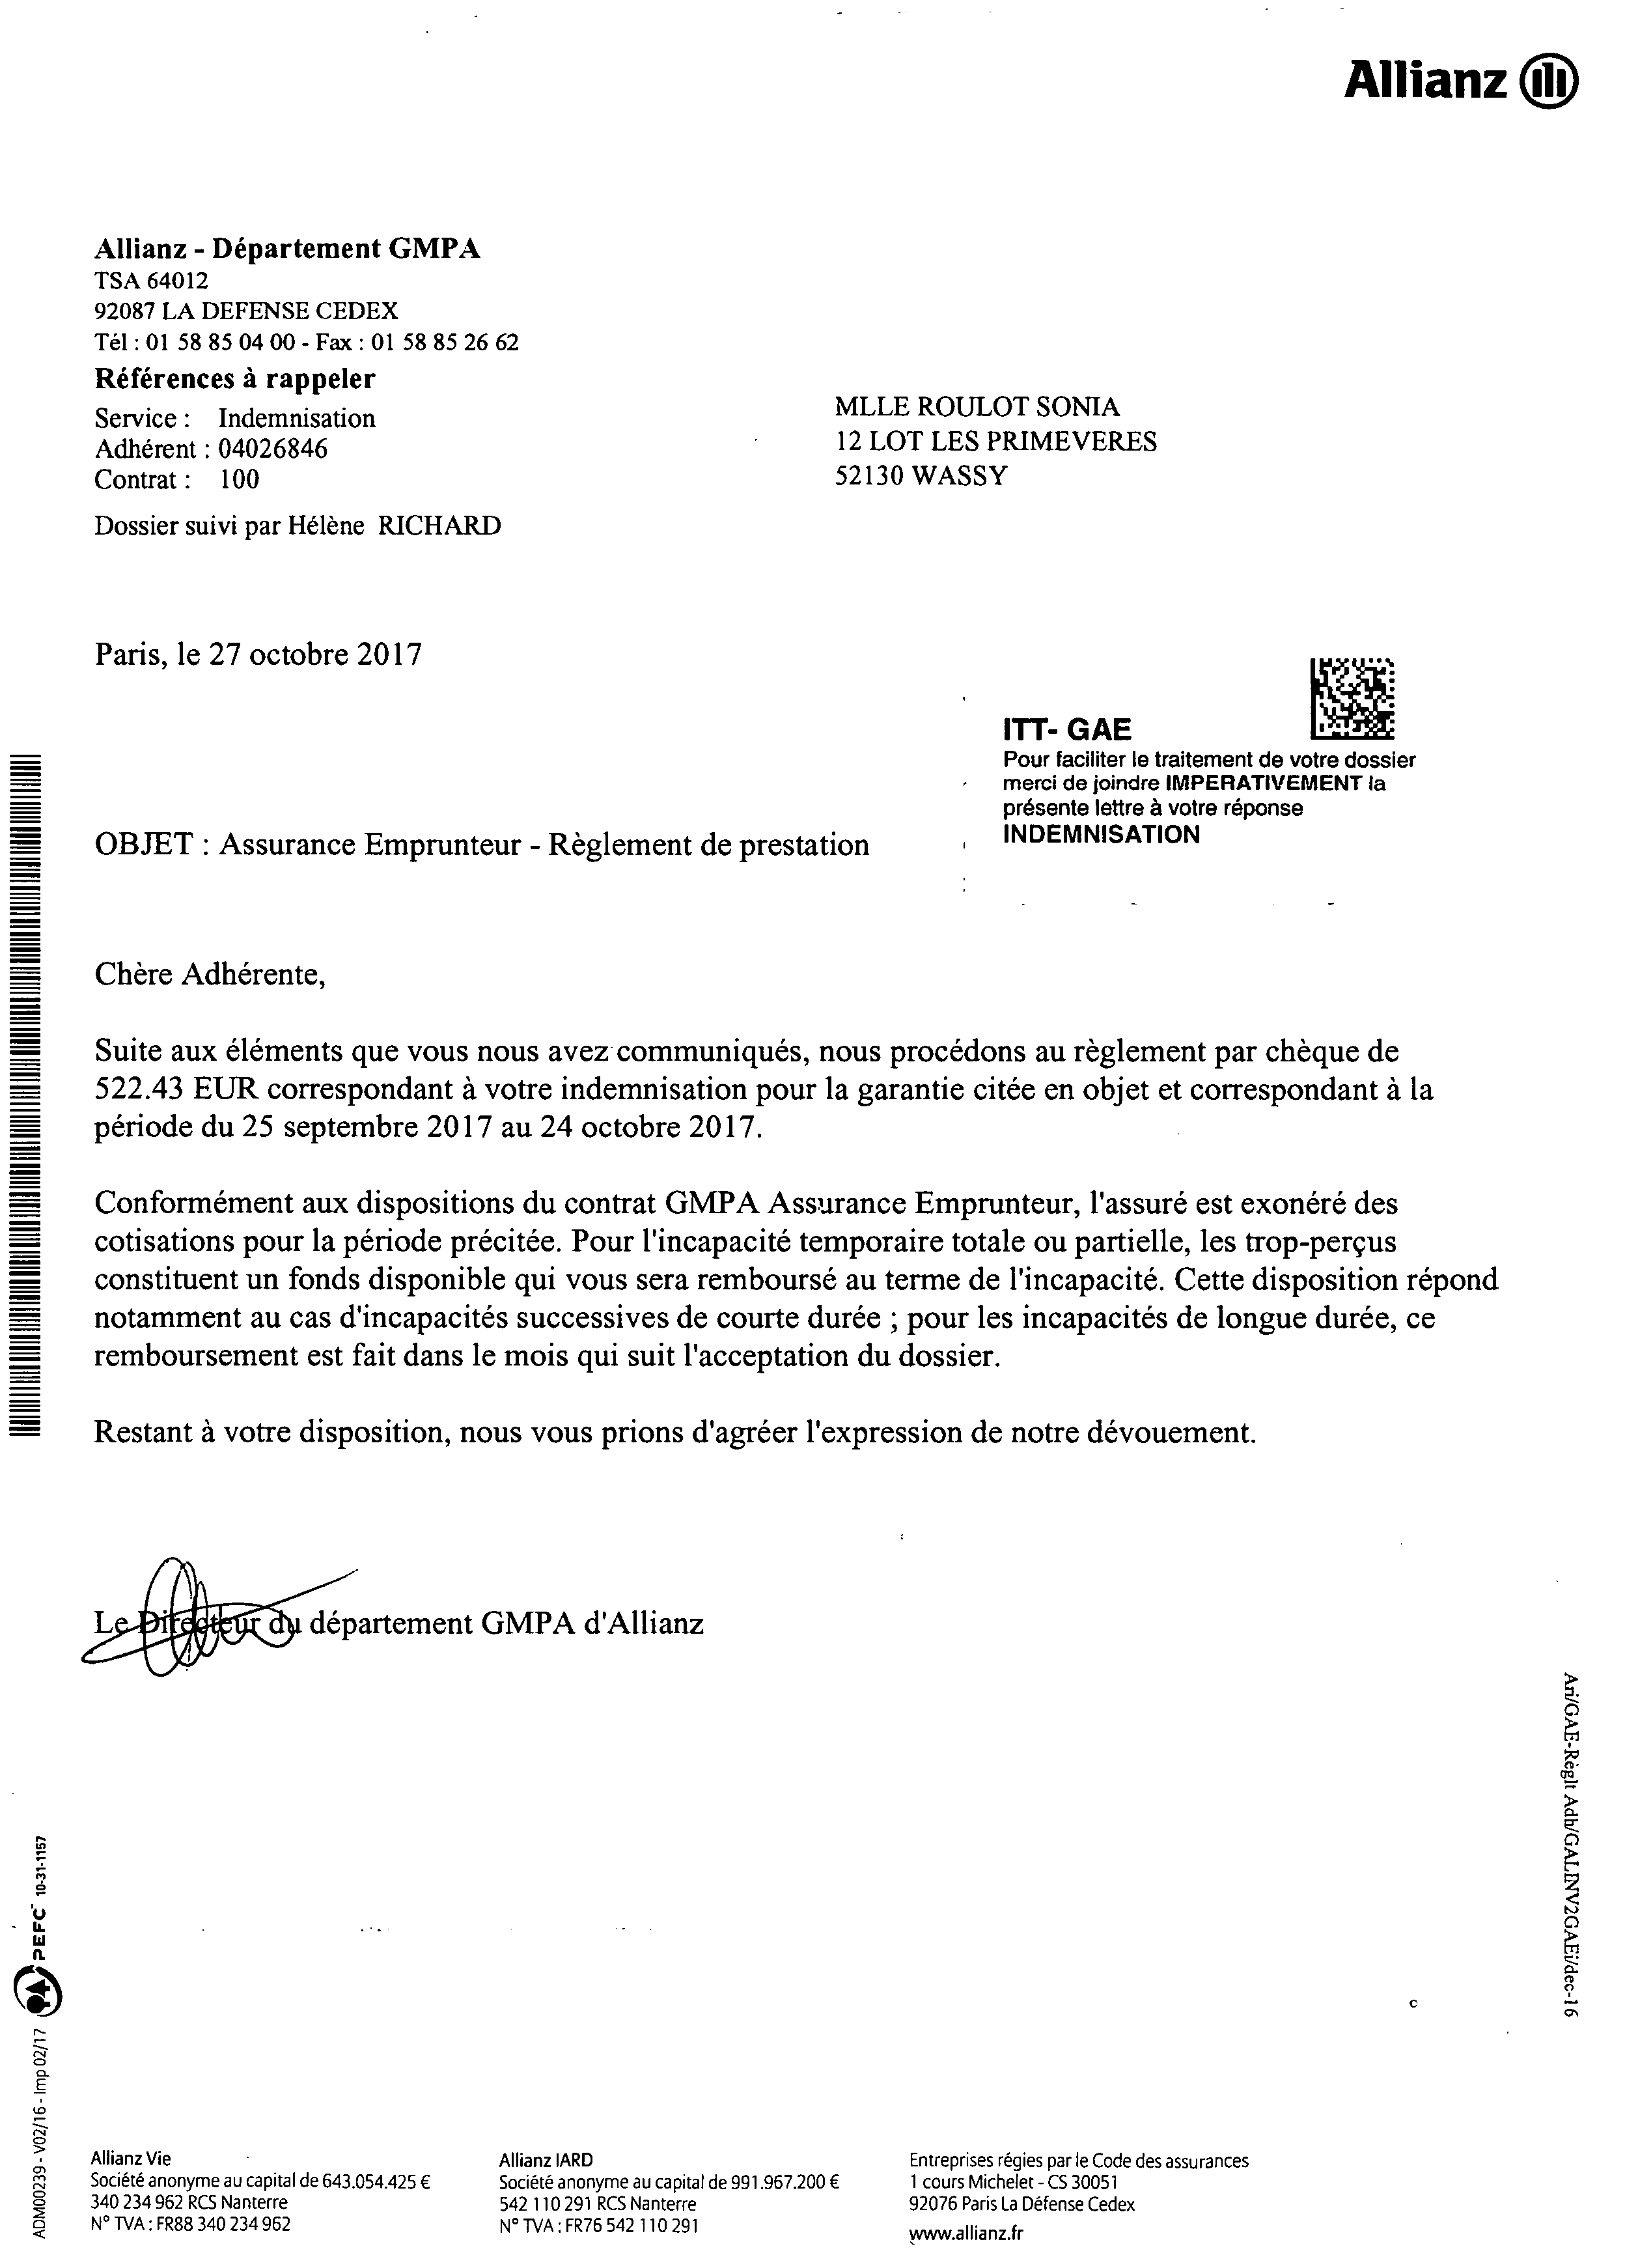 Allianz
Allianz - Département GMPA
TSA 64012
92087 LA DEFENSE CEDEX
Tél : 01 58 85 04 00 - Fax : 01 58 85 26 62
Références à rappeler
Service : Indemnisation
Adhérent : 04026846
Contrat : 100
Dossier suivi par Hélène RICHARD
MLLE ROULOT SONIA
12 LOT LES PRIMEVERES
52130 WASSY
Paris, le 27 octobre 2017
ITT- GAE
Pour faciliter le traitement de votre dossier
merci de joindre IMPERATIVEMENT la
présente lettre à votre réponse
INDEMNISATION
OBJET : Assurance Emprunteur - Règlement de prestation
Chère Adhérente,
Suite aux éléments que vous nous avez communiqués, nous procédons au règlement par chèque de
522.43 EUR correspondant à votre indemnisation pour la garantie citée en objet et correspondant à la
période du 25 septembre 2017 au 24 octobre 2017.
Conformément aux dispositions du contrat GMPA Assurance Emprunteur, l'assuré est exonéré des
cotisations pour la période précitée. Pour l'incapacité temporaire totale ou partielle, les trop-perçus
constituent un fonds disponible qui vous sera remboursé au terme de l'incapacité. Cette disposition répond
notamment au cas d'incapacités successives de courte durée ; pour les incapacités de longue durée, ce
remboursement est fait dans le mois qui suit l'acceptation du dossier.
Restant à votre disposition, nous vous prions d'agréer l'expression de notre dévouement.
Le Directeur du département GMPA d'Allianz
Ari/GAE-Règlt Adh/GALINV2GAEi/dec-16
ADM00239 - V02/16 - Imp 02/17 PEFC 10-31-1157
Allianz Vie
Société anonyme au capital de 643.054.425 €
340 234 962 RCS Nanterre
N° TVA : FR88 340 234 962
Allianz IARD
Société anonyme au capital de 991.967.200 €
542 110 291 RCS Nanterre
N° TVA : FR76 542 110 291
Entreprises régies par le Code des assurances
1 cours Michelet - CS 30051
92076 Paris La Défense Cedex
www.allianz.fr